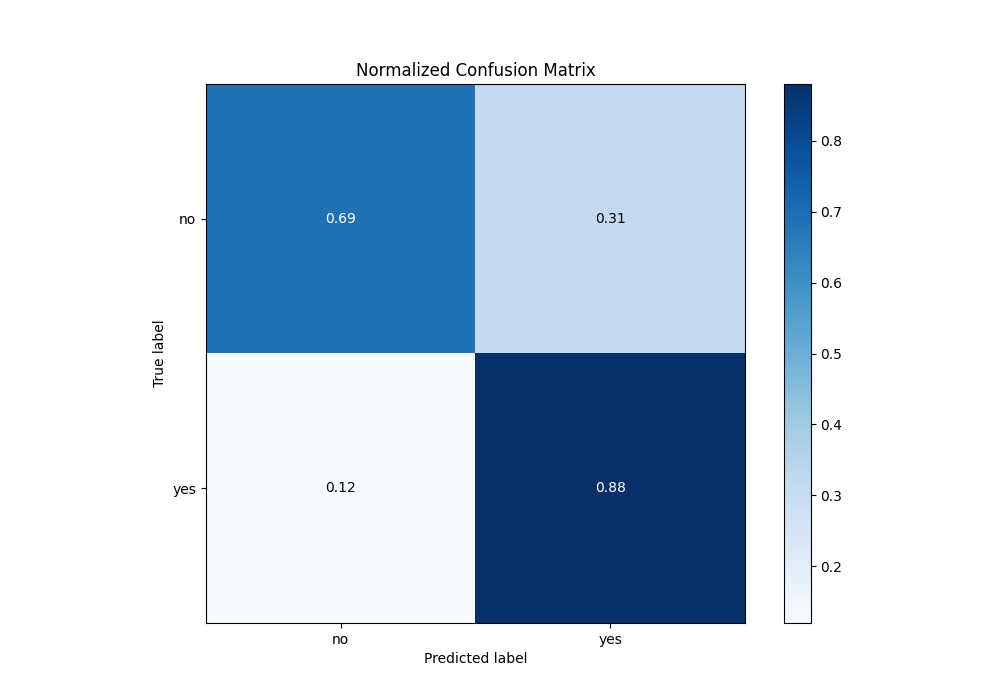 Normalized Confusion Matrix
no
0.69
0.31
yes
0.12
0.88
True label
no
yes
Predicted label
0.8
0.7
0.6
0.5
0.4
0.3
0.2